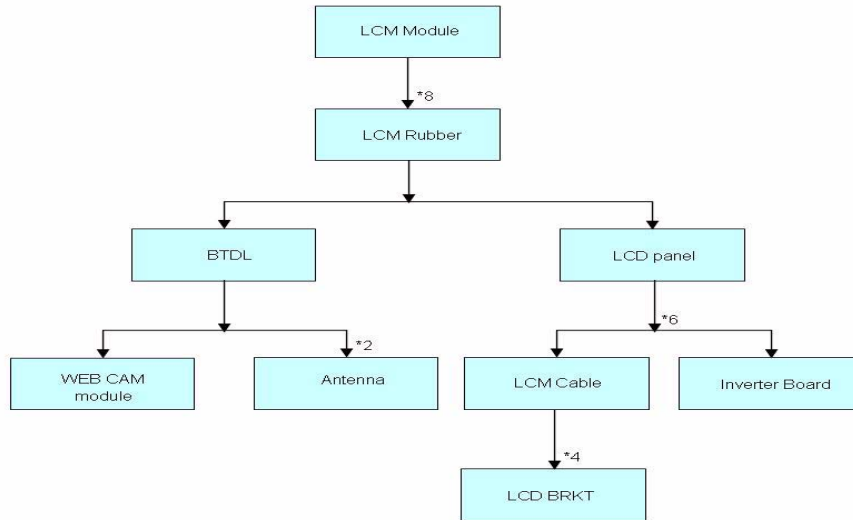 LCM Module
*8
LCM Rubber
BTDL
LCD panel
*2
*6
WEB CAM
module
Antenna
LCM Cable
Inverter Board
*4
LCD BRKT